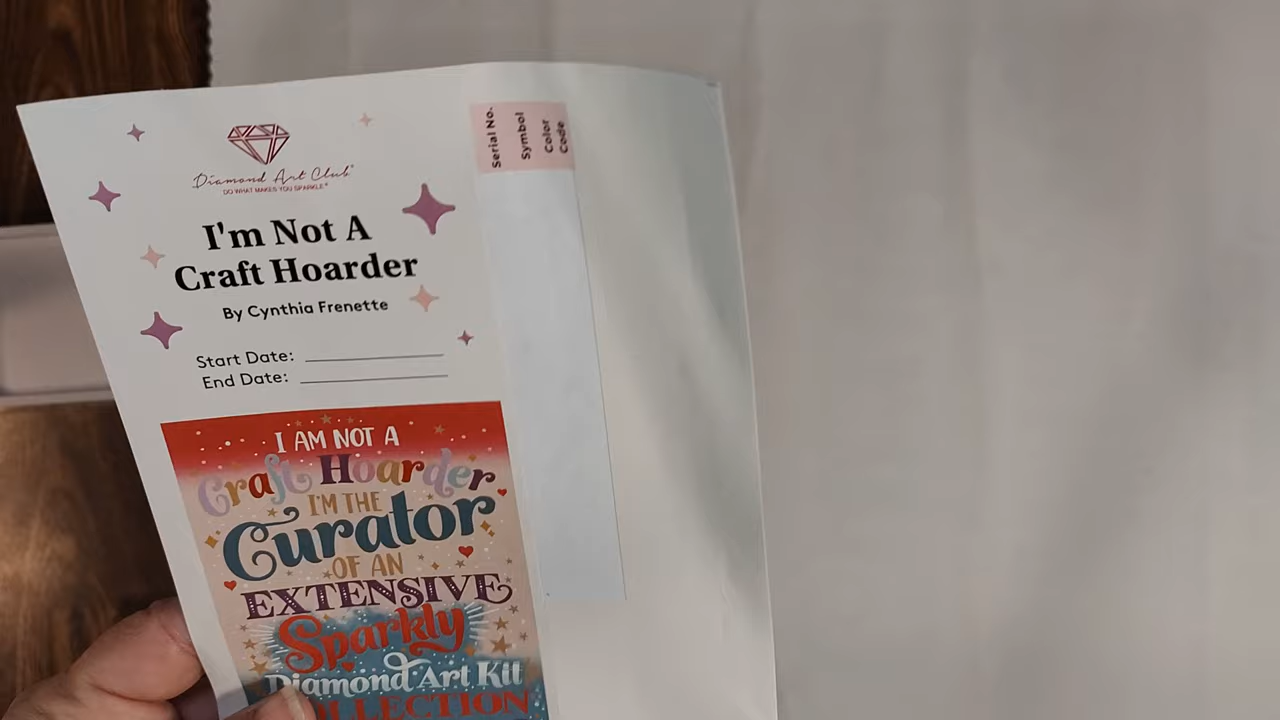 Diamond Art Club®
DO WHAT MAKES YOU SPARKLE®
I'm Not A
Craft Hoarder
By Cynthia Frenette
Start Date:
End Date:
Serial No.
Symbol
Color
Code
I AM NOT A
Craft Hoarder
I'M THE
Curator
OF AN
EXTENSIVE
Sparkly
Diamond Art Kit
LLECTION